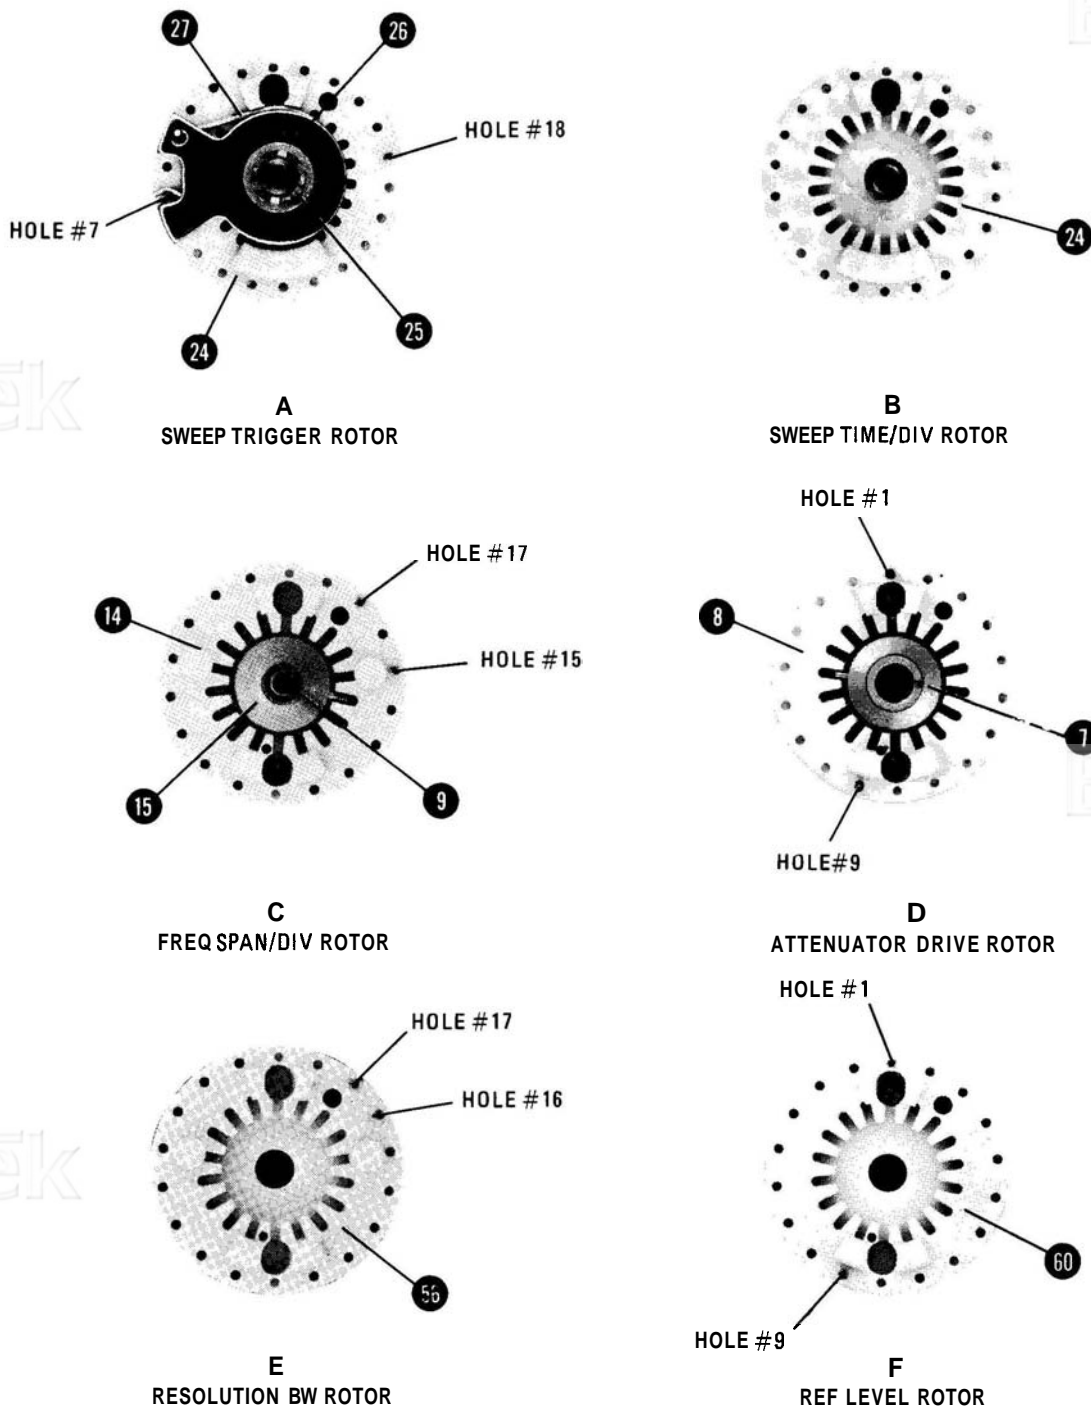 27
26
HOLE #18
HOLE #7
24
25
A
SWEEP TRIGGER ROTOR
24
B
SWEEP TIME/DIV ROTOR
HOLE #17
14
HOLE #15
15
9
C
FREQ SPAN/DIV ROTOR
HOLE #1
8
7
HOLE#9
D
ATTENUATOR DRIVE ROTOR
HOLE #17
HOLE #16
56
E
RESOLUTION BW ROTOR
HOLE #1
60
HOLE #9
F
REF LEVEL ROTOR